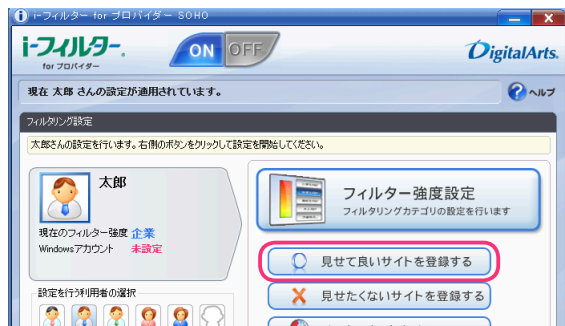 i-フィルター for プロバイダー SOHO
i-フィルター.
for プロバイダー
ON
OFF
DigitalArts.
現在 太郎 さんの設定が適用されています。
ヘルプ
フィルタリング設定
太郎さんの設定を行います。右側のボタンをクリックして設定を開始してください。
太郎
現在のフィルター強度 企業
Windowsアカウント 未設定
フィルター強度設定
フィルタリングカテゴリの設定を行います
見せて良いサイトを登録する
見せたくないサイトを登録する
設定を行う利用者の選択